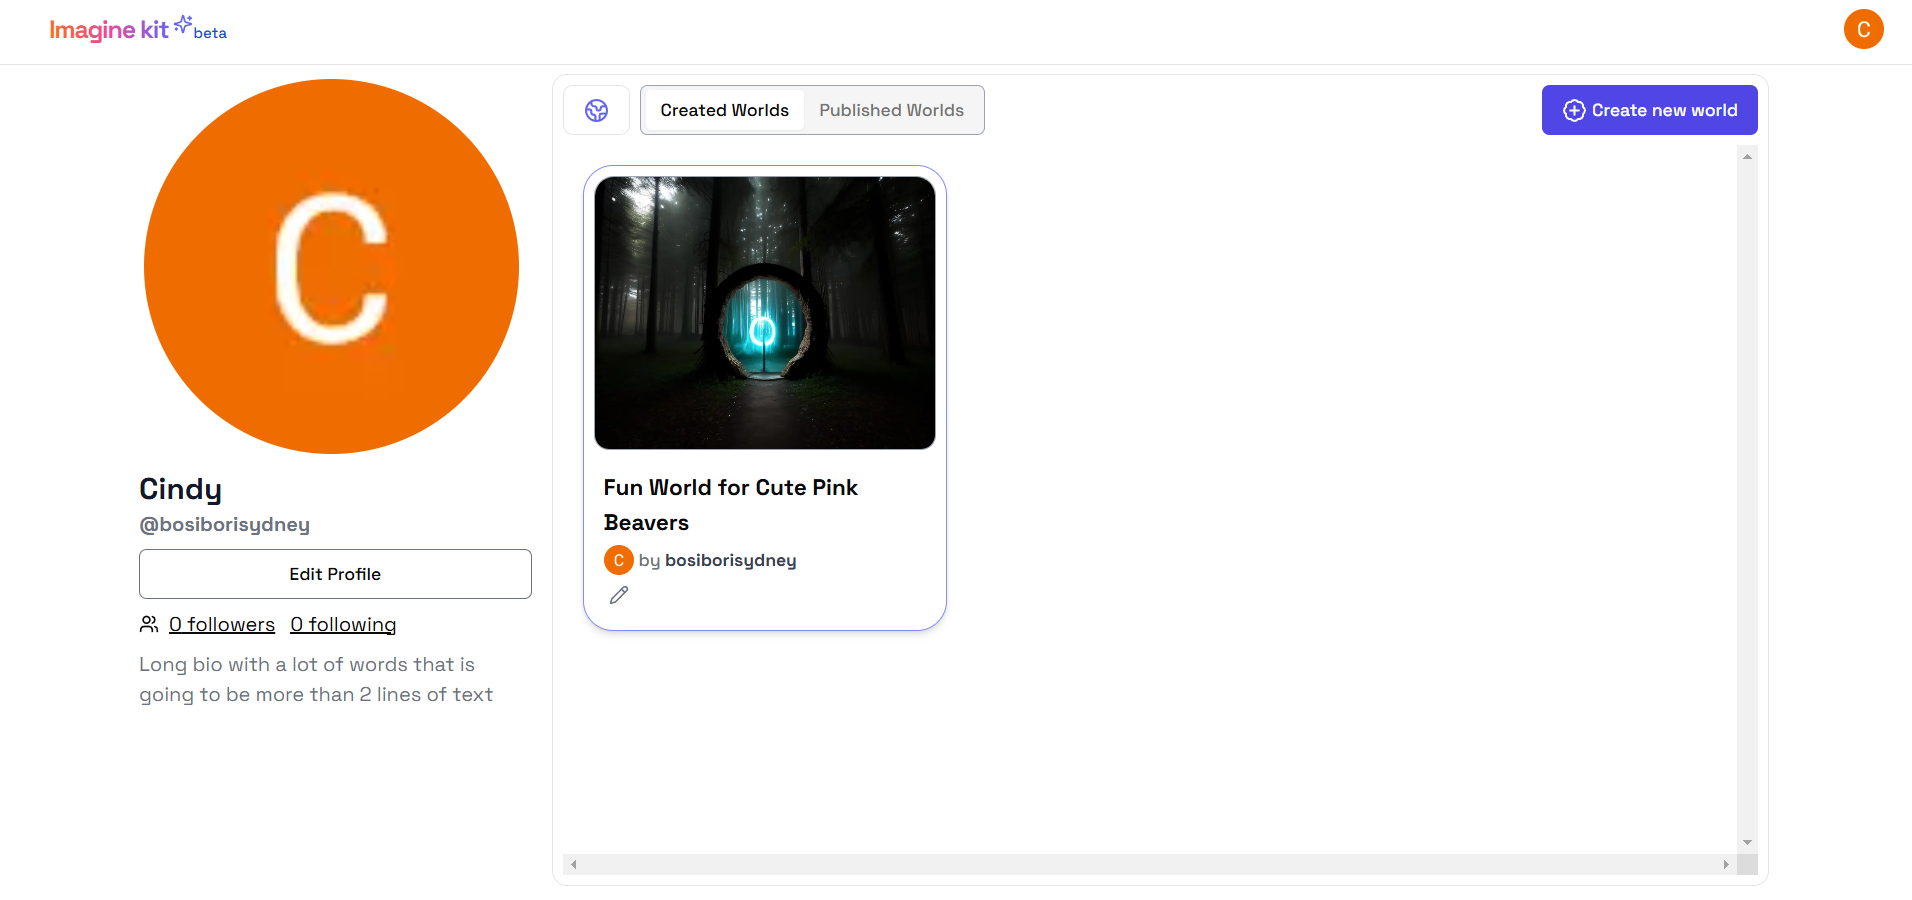 Imagine kit beta
C
Created Worlds
Published Worlds
Create new world
C
Cindy
@bosiborisydney
Edit Profile
0 followers 0 following
Long bio with a lot of words that is
going to be more than 2 lines of text
Fun World for Cute Pink
Beavers
C by bosiborisydney